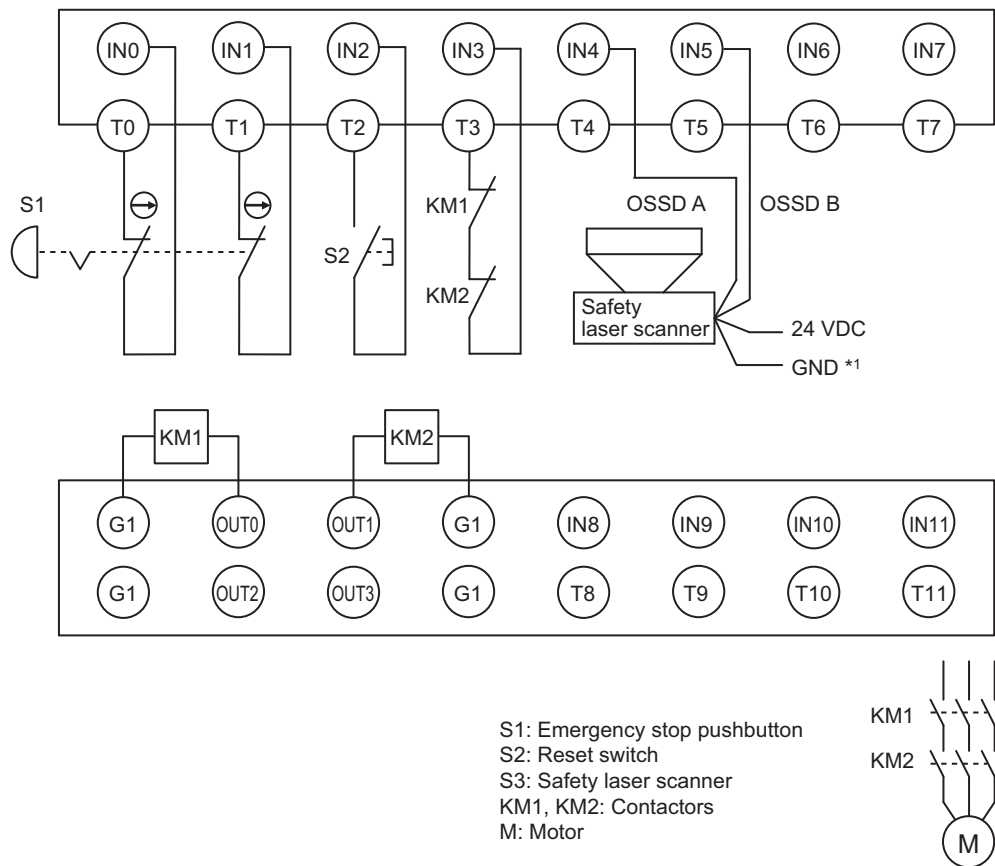 IN0 IN1 IN2 IN3 IN4 IN5 IN6 IN7
T0 T1 T2 T3 T4 T5 T6 T7
S1
S2
KM1
KM2
OSSD A
OSSD B
Safety
laser scanner
24 VDC
GND *1
KM1
KM2
G1 OUT0 OUT1 G1 IN8 IN9 IN10 IN11
G1 OUT2 OUT3 G1 T8 T9 T10 T11
S1: Emergency stop pushbutton
S2: Reset switch
S3: Safety laser scanner
KM1, KM2: Contactors
M: Motor
KM1
KM2
M